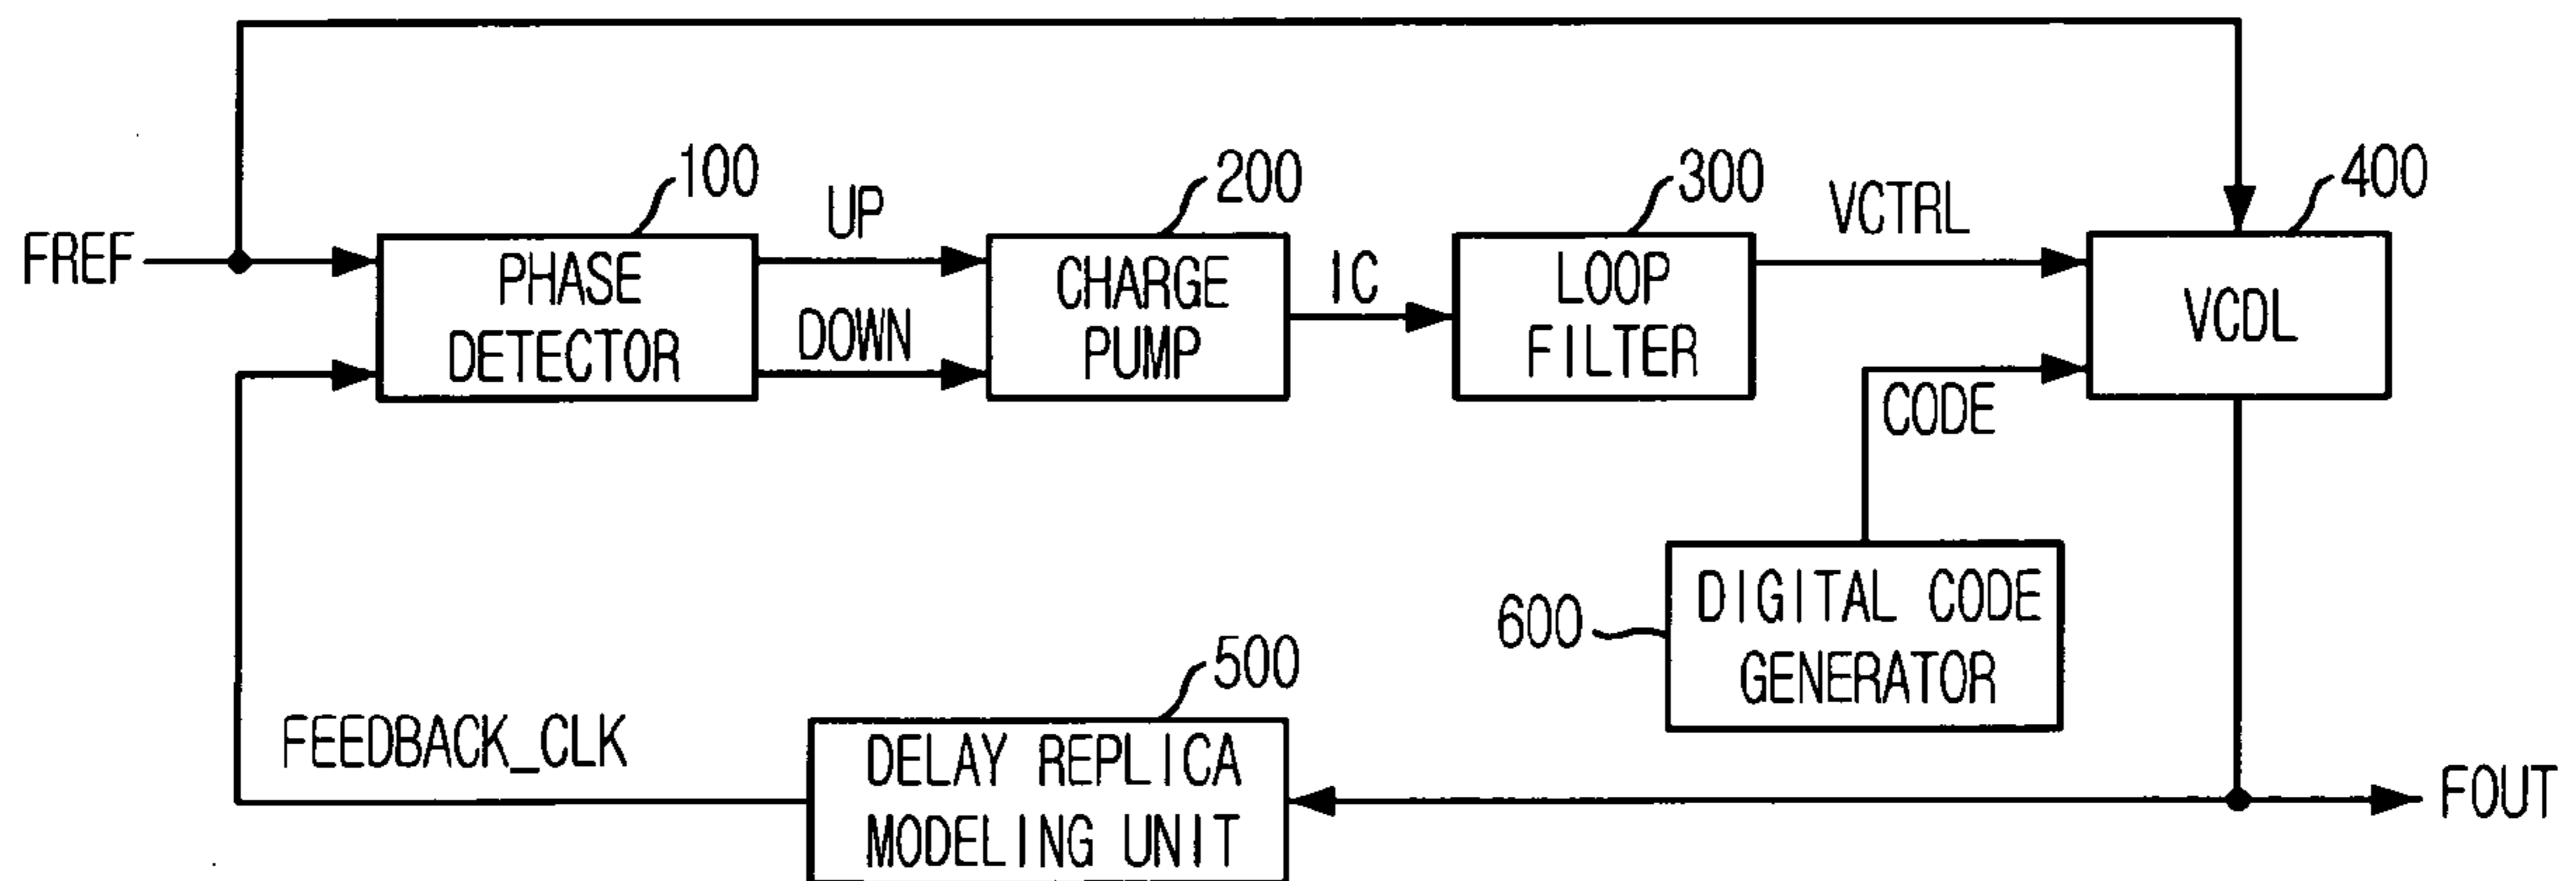 100
200
300
400
UP
VCTRL
FREF
PHASE
DETECTOR
CHARGE
PUMP
IC
LOOP
FILTER
VCDL
DOWN
CODE
600
DIGITAL CODE
GENERATOR
500
FEEDBACK_CLK
DELAY REPLICA
MODELING UNIT
FOUT